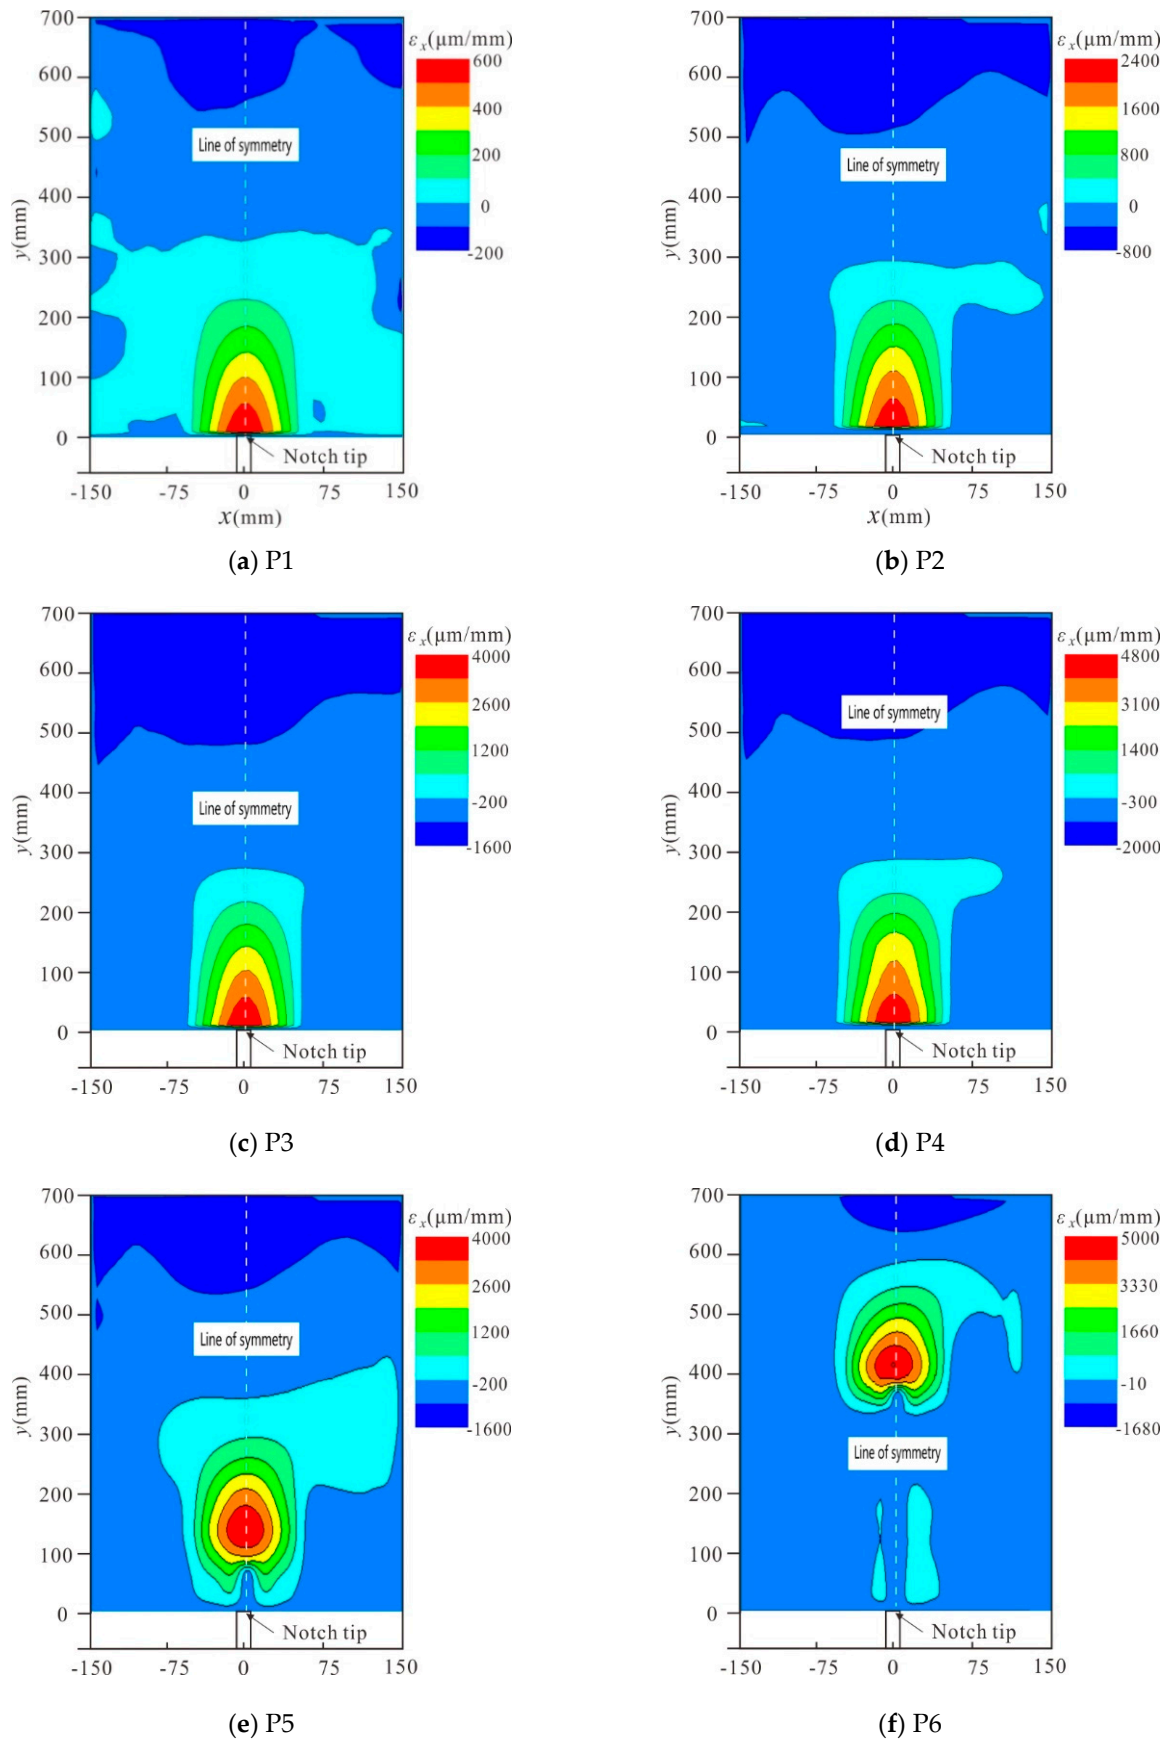 700
600
500
400
300
200
100
0
y(mm)
Line of symmetry
εx(μm/mm)
600
400
200
0
-200
Notch tip
-150 -75 0 75 150
x(mm)
(a) P1
700
600
500
400
300
200
100
0
y(mm)
Line of symmetry
εx(μm/mm)
2400
1600
800
0
-800
Notch tip
-150 -75 0 75 150
x(mm)
(b) P2
700
600
500
400
300
200
100
0
y(mm)
Line of symmetry
εx(μm/mm)
4000
2600
1200
-200
-1600
Notch tip
-150 -75 0 75 150
(c) P3
700
600
500
400
300
200
100
0
y(mm)
Line of symmetry
εx(μm/mm)
4800
3100
1400
-300
-2000
Notch tip
-150 -75 0 75 150
(d) P4
700
600
500
400
300
200
100
0
y(mm)
Line of symmetry
εx(μm/mm)
4000
2600
1200
-200
-1600
Notch tip
-150 -75 0 75 150
(e) P5
700
600
500
400
300
200
100
0
y(mm)
Line of symmetry
εx(μm/mm)
5000
3330
1660
-10
-1680
Notch tip
-150 -75 0 75 150
(f) P6